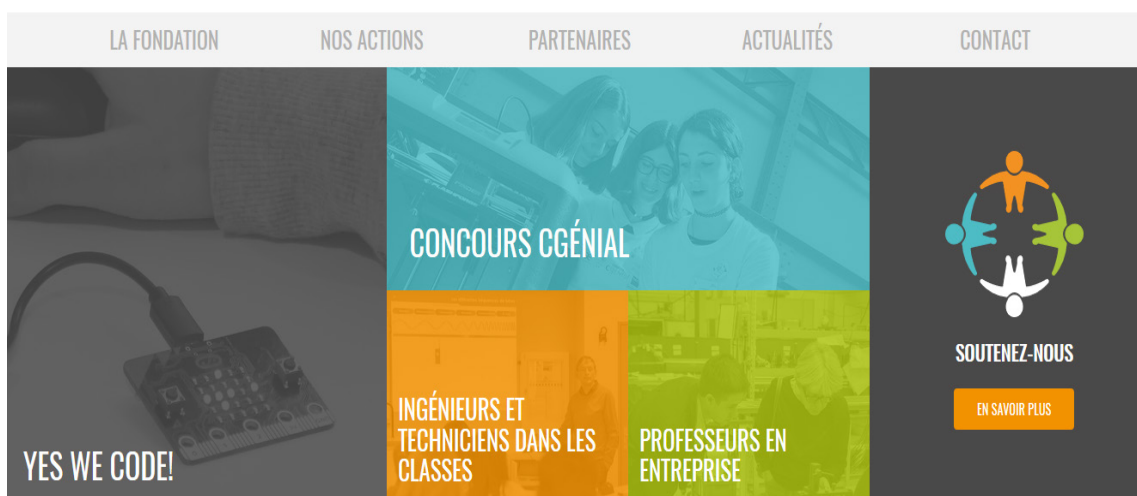 LA FONDATION NOS ACTIONS PARTENAIRES ACTUALITÉS CONTACT
YES WE CODE!
CONCOURS CGÉNIAL
INGÉNIEURS ET
TECHNICIENS DANS LES
CLASSES
PROFESSEURS EN
ENTREPRISE
SOUTENEZ-NOUS
EN SAVOIR PLUS